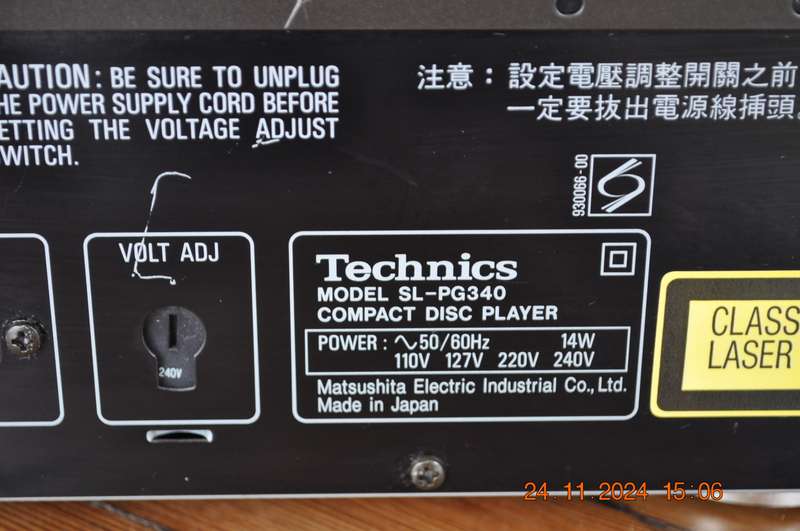 AUTION: BE SURE TO UNPLUG
HE POWER SUPPLY CORD BEFORE
ETTING THE VOLTAGE ADJUST
WITCH.
注意：設定電壓調整開關之前
一定要拔出電源線插頭。
930066-00
VOLT ADJ
240V
Technics
MODEL SL-PG340
COMPACT DISC PLAYER
POWER: ∿50/60Hz 14W
110V 127V 220V 240V
Matsushita Electric Industrial Co., Ltd.
Made in Japan
CLASS
LASER
24.11.2024 15:06